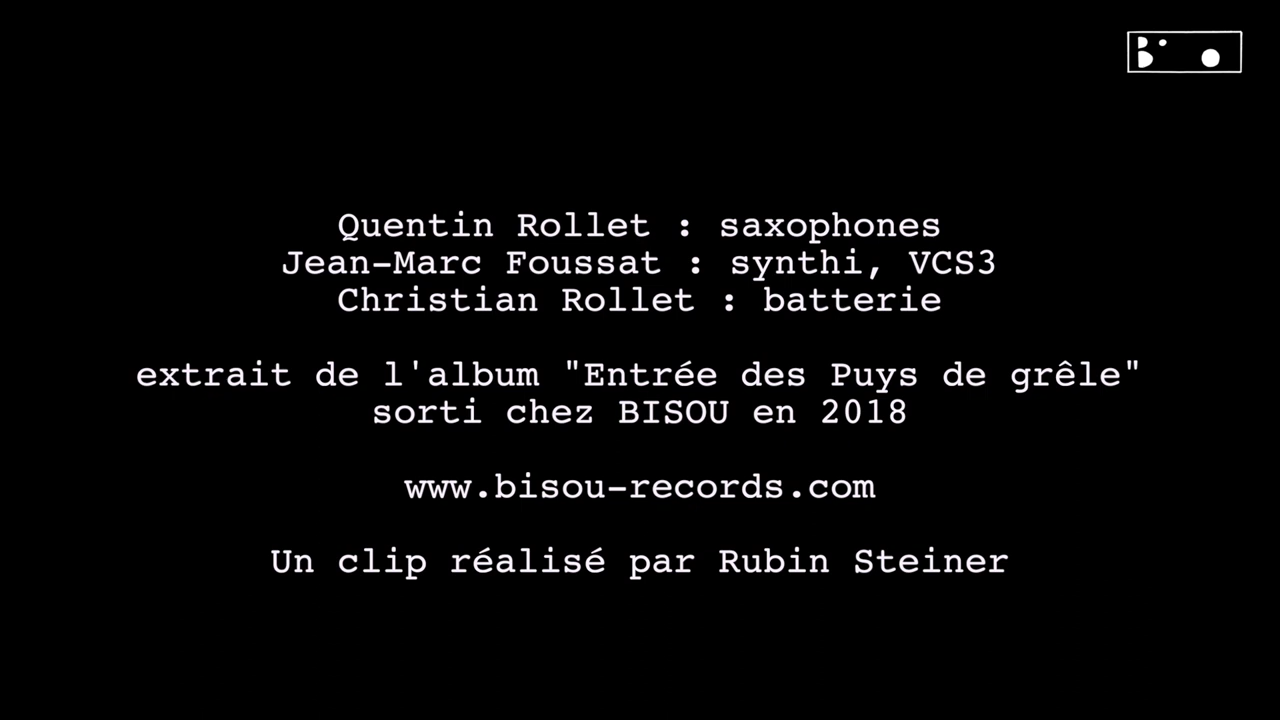 Quentin Rollet : saxophones
Jean-Marc Foussat : synthi, VCS3
Christian Rollet : batterie
extrait de l'album "Entrée des Puys de grêle"
sorti chez BISOU en 2018
www.bisou-records.com
Un clip réalisé par Rubin Steiner